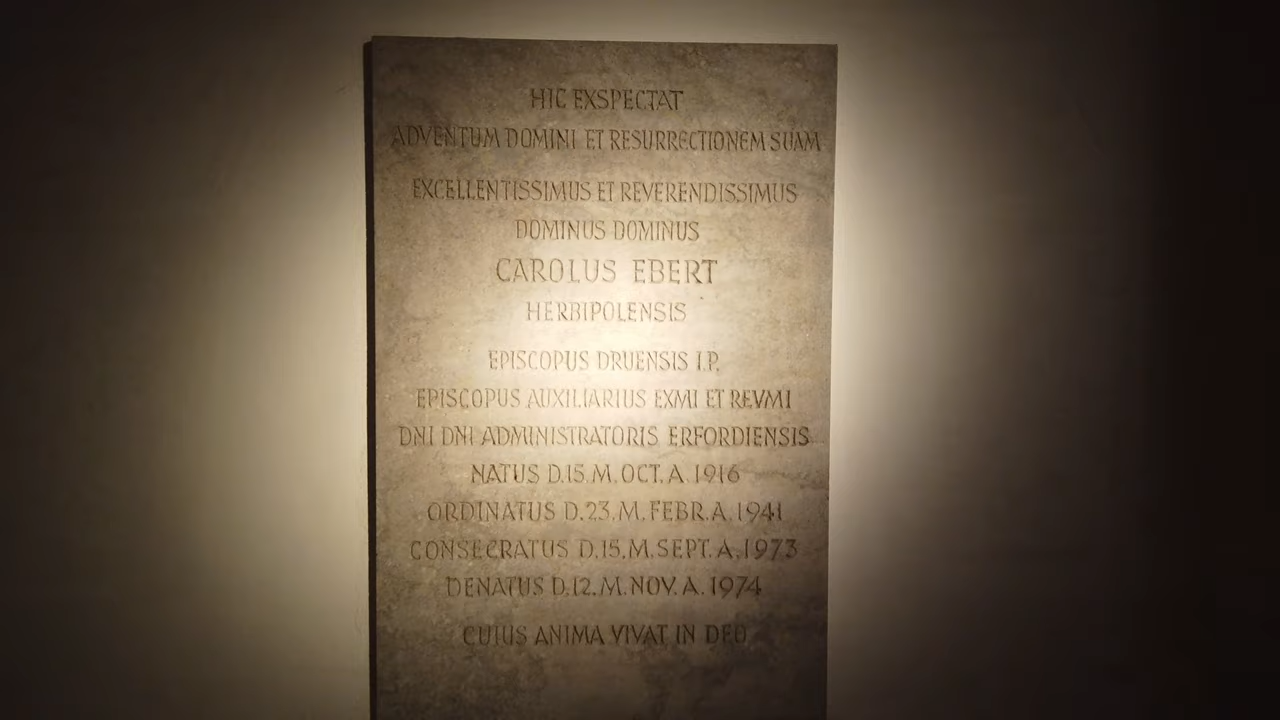 HIC EXSPECTAT
ADVENTUM DOMINI ET RESURRECTIONEM SUAM
EXCELLENTISSIMUS ET REVERENDISSIMUS
DOMINUS DOMINUS
CAROLUS EBERT
HERBIPOLENSIS
EPISCOPUS DRUENSIS I.P.
EPISCOPUS AUXILIARIUS EXMI ET REVMI
DNI DNI ADMINISTRATORIS ERFORDIENSIS
NATUS D.15.M.OCT.A.1916
ORDINATUS D.23.M.FEBR.A.1941
CONSECRATUS D.15.M.SEPT.A.1973
DENATUS D.12.M.NOV.A.1974
CUIUS ANIMA VIVAT IN DEO